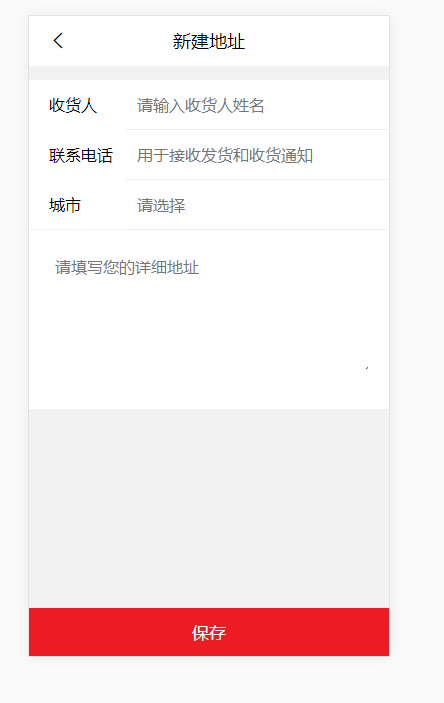 新建地址
收货人 请输入收货人姓名
联系电话 用于接收发货和收货通知
城市 请选择
请填写您的详细地址
保存